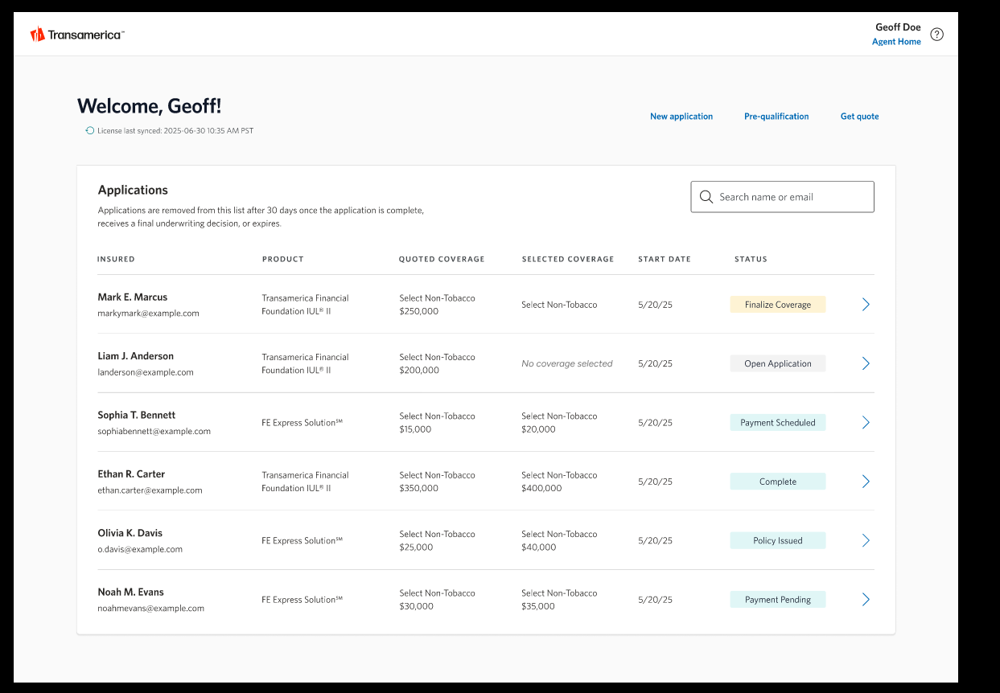 Transamerica™
Geoff Doe
Agent Home
?
Welcome, Geoff!
License last synced: 2025-06-30 10:35 AM PST
New application
Pre-qualification
Get quote
Applications
Applications are removed from this list after 30 days once the application is complete,
receives a final underwriting decision, or expires.
Search name or email
INSURED PRODUCT QUOTED COVERAGE SELECTED COVERAGE START DATE STATUS
Mark E. Marcus
markymark@example.com
Transamerica Financial
Foundation IUL® II
Select Non-Tobacco
$250,000
Select Non-Tobacco
5/20/25
Finalize Coverage
Liam J. Anderson
landerson@example.com
Transamerica Financial
Foundation IUL® II
Select Non-Tobacco
$200,000
No coverage selected
5/20/25
Open Application
Sophia T. Bennett
sophiabennett@example.com
FE Express Solution℠
Select Non-Tobacco
$15,000
Select Non-Tobacco
$20,000
5/20/25
Payment Scheduled
Ethan R. Carter
ethan.carter@example.com
Transamerica Financial
Foundation IUL® II
Select Non-Tobacco
$350,000
Select Non-Tobacco
$400,000
5/20/25
Complete
Olivia K. Davis
o.davis@example.com
FE Express Solution℠
Select Non-Tobacco
$25,000
Select Non-Tobacco
$40,000
5/20/25
Policy Issued
Noah M. Evans
noahmevans@example.com
FE Express Solution℠
Select Non-Tobacco
$30,000
Select Non-Tobacco
$35,000
5/20/25
Payment Pending